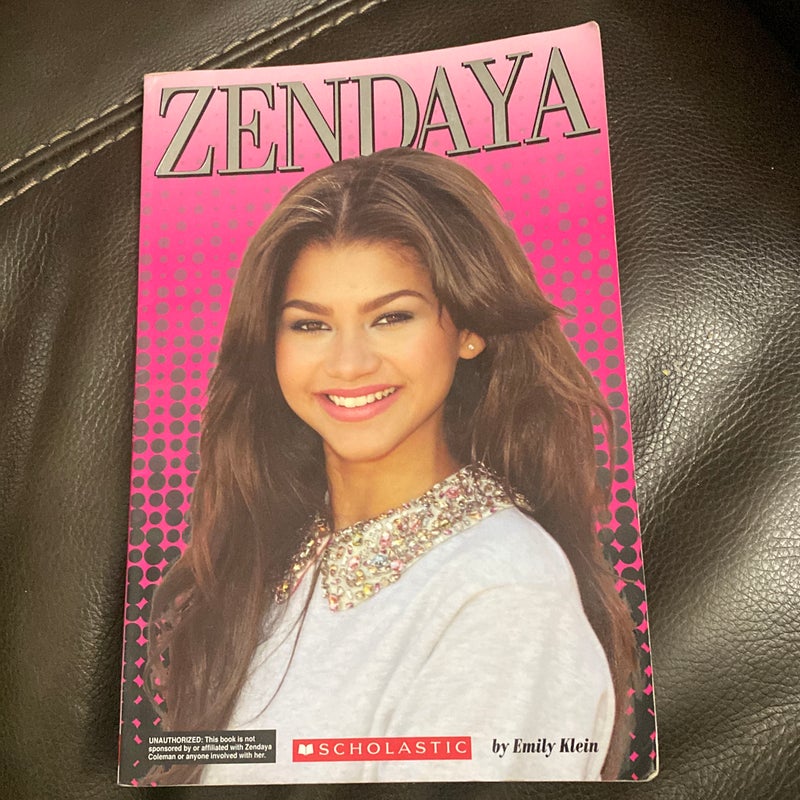 ZENDAYA
UNAUTHORIZED: This book is not
sponsored by or affiliated with Zendaya
Coleman or anyone involved with her.
SCHOLASTIC
by Emily Klein